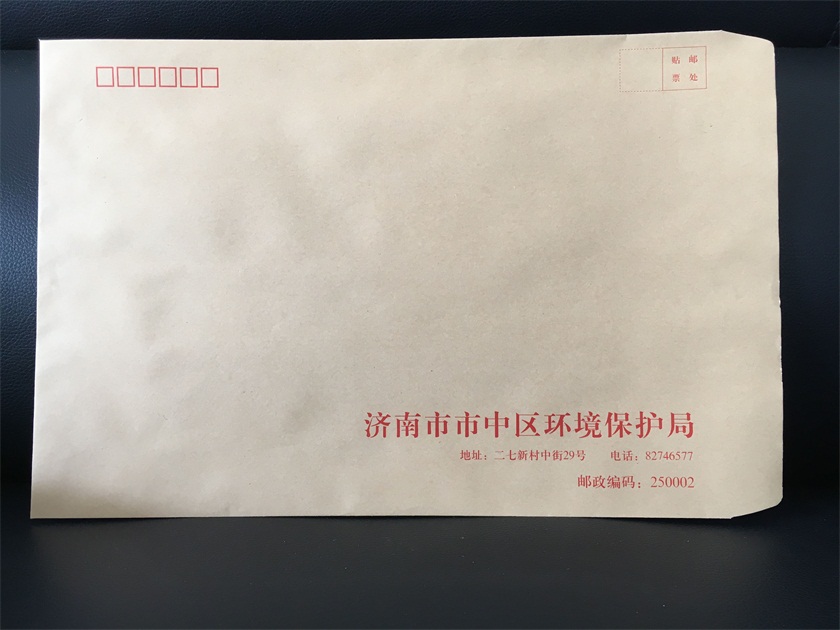 贴 邮
票 处
济南市市中区环境保护局
地址：二七新村中街29号 电话：82746577
邮政编码：250002